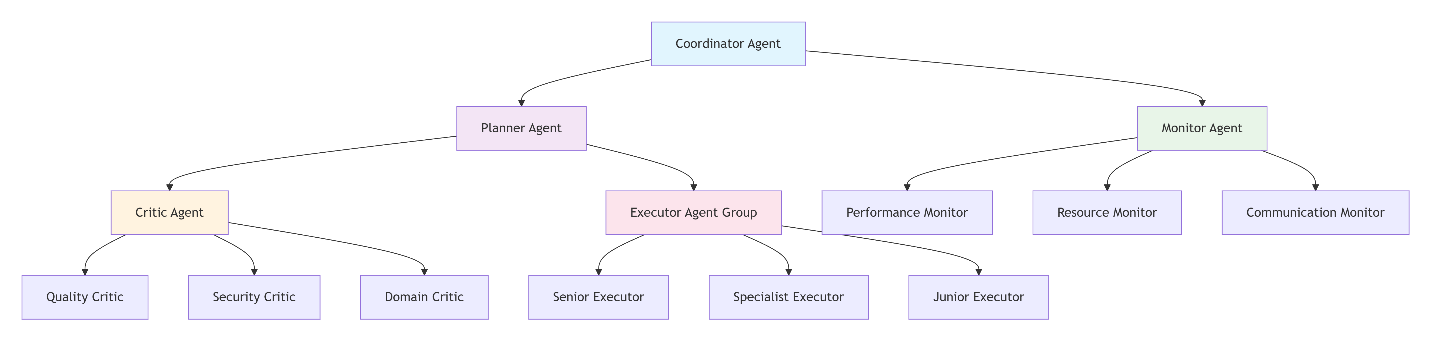 Coordinator Agent
Planner Agent
Monitor Agent
Critic Agent
Executor Agent Group
Performance Monitor
Resource Monitor
Communication Monitor
Quality Critic
Security Critic
Domain Critic
Senior Executor
Specialist Executor
Junior Executor